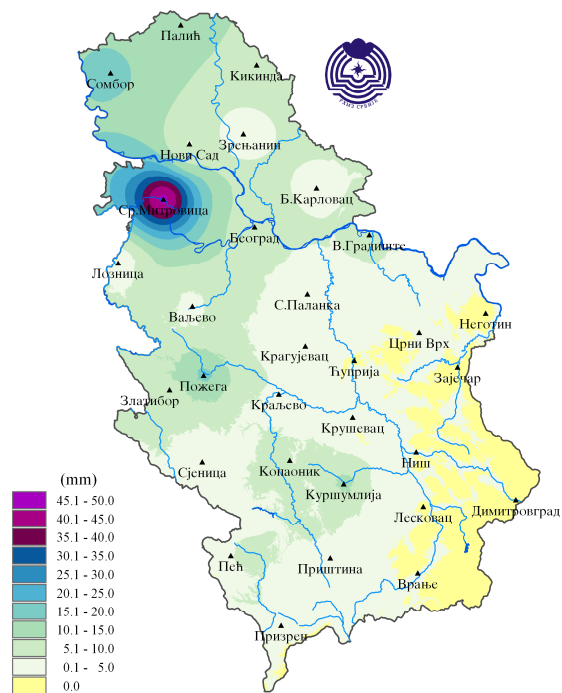 Палић
Кикинда
Сомбор
РХМЗ СРБИЈЕ
Зрењанин
Нови Сад
Б.Карловац
Ср.Митровица
Београд
В.Градиште
Лозница
С.Паланка
Ваљево
Неготин
Црни Врх
Крагујевац
Ћуприја
Зајечар
Пожега
Златибор
Краљево
Крушевац
Ниш
Сјеница
Копаоник
Куршумлија
Лесковац
Димитровград
Пећ
Приштина
Врање
Призрен
(mm)
45.1 - 50.0
40.1 - 45.0
35.1 - 40.0
30.1 - 35.0
25.1 - 30.0
20.1 - 25.0
15.1 - 20.0
10.1 - 15.0
5.1 - 10.0
0.1 - 5.0
0.0